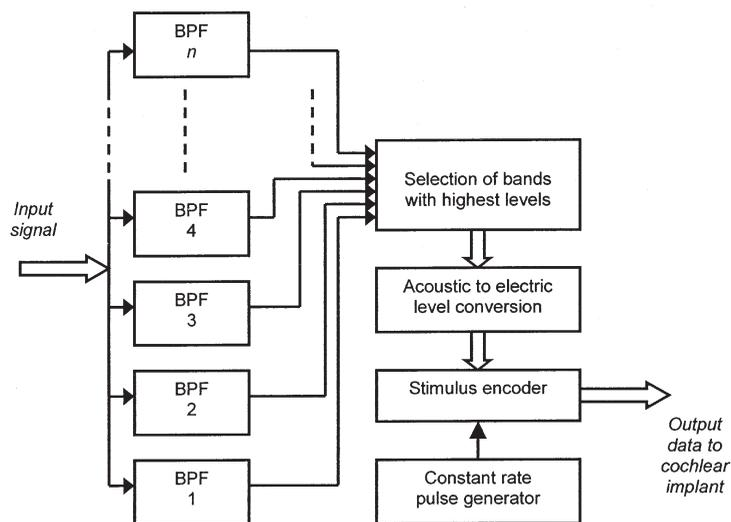 BPF
n
Input
signal
BPF
4
BPF
3
BPF
2
BPF
1
Selection of bands
with highest levels
Acoustic to electric
level conversion
Stimulus encoder
Constant rate
pulse generator
Output
data to
cochlear
implant